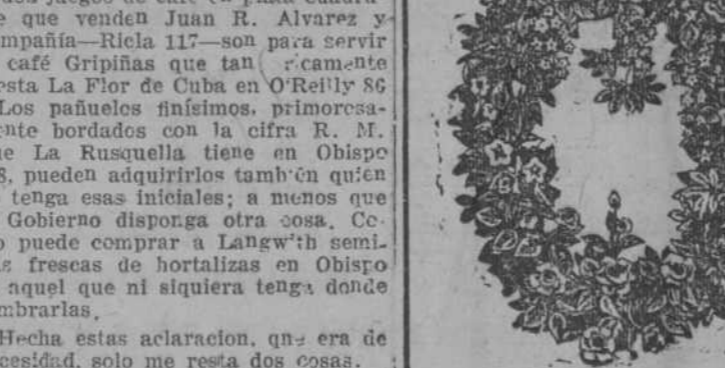 e que venden Juan R. Alvarez y
mpañía—Ricla 117—son para servir
café Gripiñas que tan ricamente
esta La Flor de Cuba en O'Reilly 86
Los pañuelos finísimos, primorosa-
nte bordados con la cifra R. M.
e La Rusquella tiene en Obispo
8, pueden adquirirlos también quien
tenga esas iniciales; a menos que
Gobierno disponga otra cosa. Co-
o puede comprar a Langwith semi-
s frescas de hortalizas en Obispo
aquel que ni siquiera tenga donde
mbrarlas.
Hecha estas aclaracion, que era de
cesidad, solo me resta dos cosas.